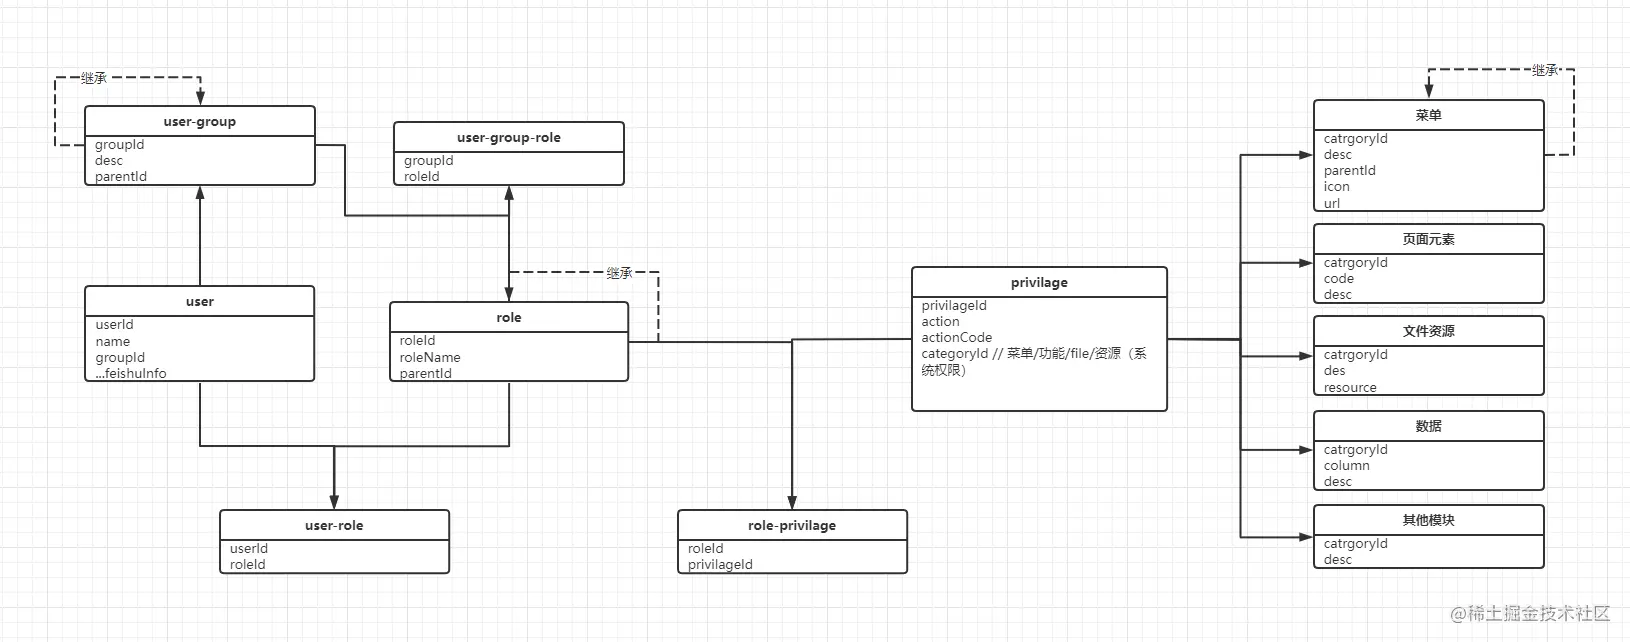 继承
user-group
groupId
desc
parentId
user-group-role
groupId
roleId
user
userId
name
groupId
...feishuInfo
继承
role
roleId
roleName
parentId
user-role
userId
roleId
role-privilage
roleId
privilageId
privilage
privilageId
action
actionCode
categoryId // 菜单/功能/file/资源（系
统权限）
继承
菜单
catrgoryId
desc
parentId
icon
url
页面元素
catrgoryId
code
desc
文件资源
catrgoryId
des
resource
数据
catrgoryId
column
desc
其他模块
catrgoryId
desc
@稀土掘金技术社区